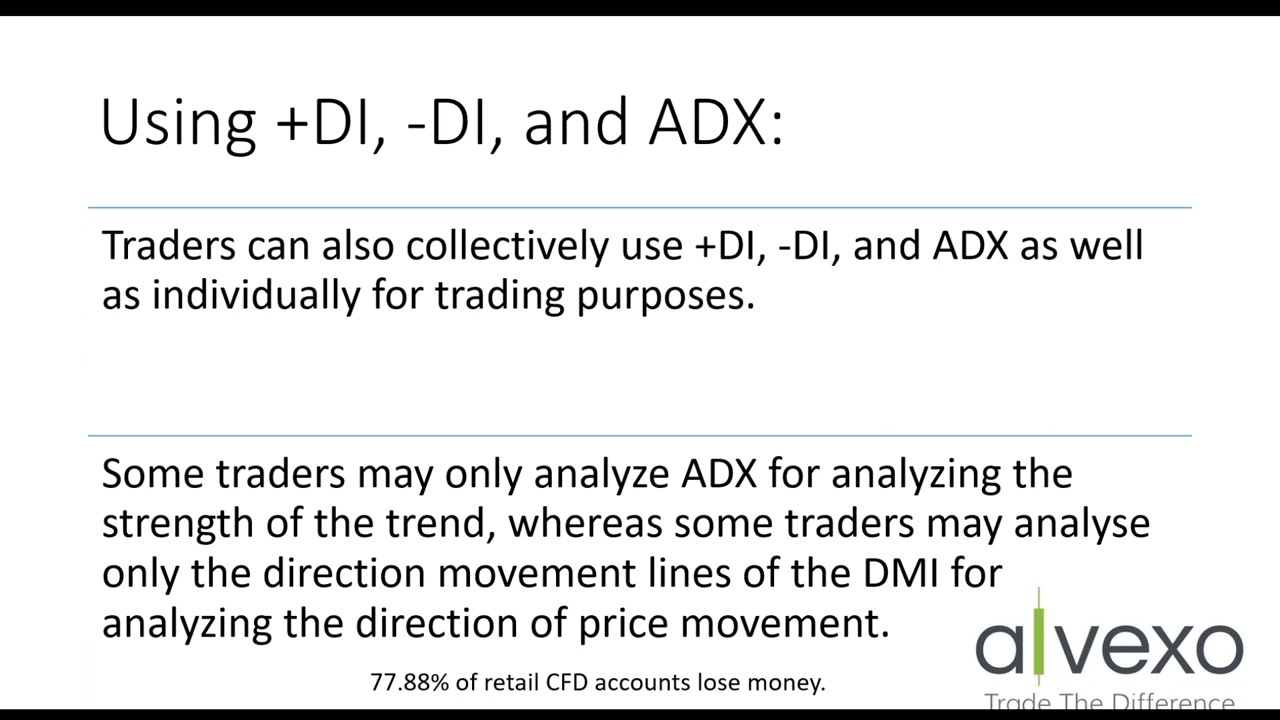 Using +DI, -DI, and ADX:
Traders can also collectively use +DI, -DI, and ADX as well
as individually for trading purposes.
Some traders may only analyze ADX for analyzing the
strength of the trend, whereas some traders may analyse
only the direction movement lines of the DMI for
analyzing the direction of price movement.
77.88% of retail CFD accounts lose money.
alvexo
Trade The Difference